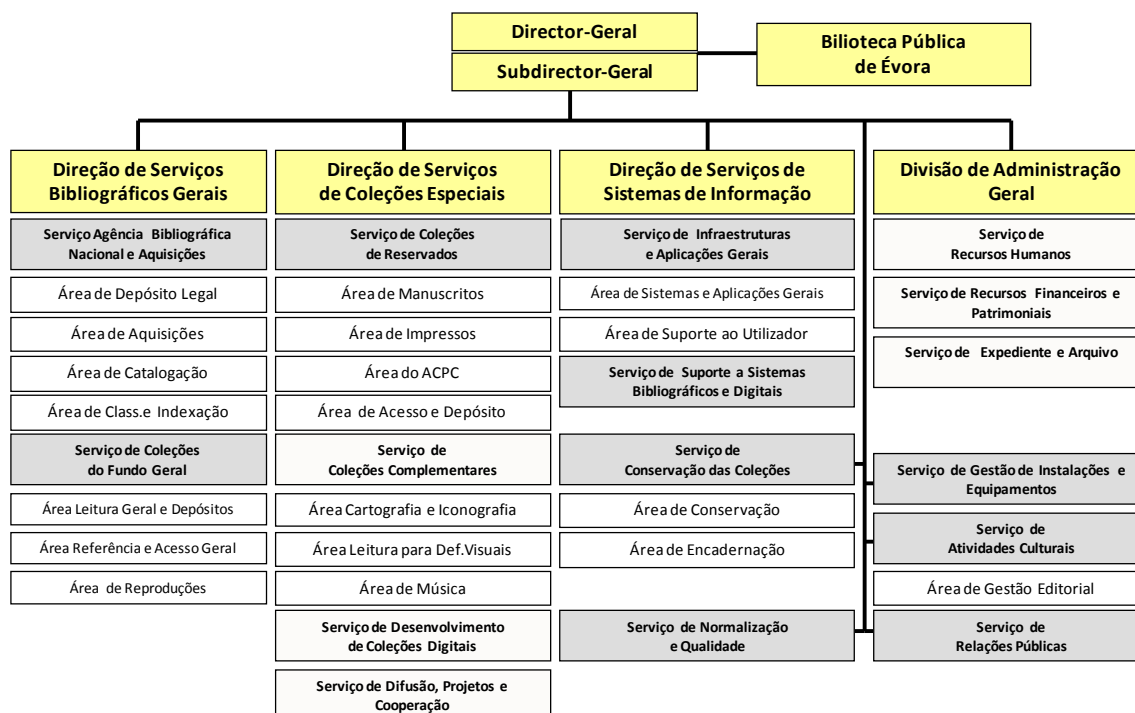 Director-Geral
Subdirector-Geral
Bilioteca Pública
de Évora
Direção de Serviços
Bibliográficos Gerais
Serviço Agência Bibliográfica
Nacional e Aquisições
Área de Depósito Legal
Área de Aquisições
Área de Catalogação
Área de Class.e Indexação
Serviço de Coleções
do Fundo Geral
Área Leitura Geral e Depósitos
Área Referência e Acesso Geral
Área de Reproduções
Direção de Serviços
de Coleções Especiais
Serviço de Coleções
de Reservados
Área de Manuscritos
Área de Impressos
Área do ACPC
Área de Acesso e Depósito
Serviço de
Coleções Complementares
Área Cartografia e Iconografia
Área Leitura para Def.Visuais
Área de Música
Serviço de Desenvolvimento
de Coleções Digitais
Serviço de Difusão, Projetos e
Cooperação
Direção de Serviços de
Sistemas de Informação
Serviço de Infraestruturas
e Aplicações Gerais
Área de Sistemas e Aplicações Gerais
Área de Suporte ao Utilizador
Serviço de Suporte a Sistemas
Bibliográficos e Digitais
Serviço de
Conservação das Coleções
Área de Conservação
Área de Encadernação
Serviço de Normalização
e Qualidade
Divisão de Administração
Geral
Serviço de
Recursos Humanos
Serviço de Recursos Financeiros e
Patrimoniais
Serviço de Expediente e Arquivo
Serviço de Gestão de Instalações e
Equipamentos
Serviço de
Atividades Culturais
Área de Gestão Editorial
Serviço de
Relações Públicas